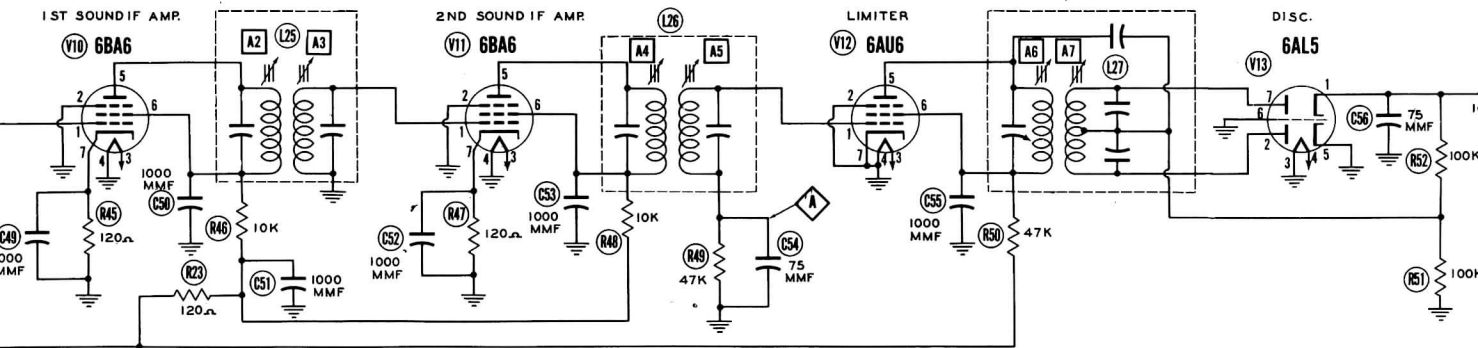 1ST SOUND IF AMP.
V10 6BA6
A2
L25
A3
5
2
6
1
7
4
3
1000
MMF
C50
C49
MMF
R45
120Ω
R46
10K
R23
120Ω
C51
1000
MMF
2ND SOUND IF AMP.
V11 6BA6
L26
A4
A5
5
2
6
1
7
4
3
C53
1000
MMF
C52
1000
MMF
R47
120Ω
R48
10K
R49
47K
C54
75
MMF
A
LIMITER
V12 6AU6
A6
A7
L27
5
2
6
1
7
4
3
C55
1000
MMF
R50
47K
DISC.
6AL5
V13
1
7
6
2
3
4
5
C56
75
MMF
R52
100K
R51
100K